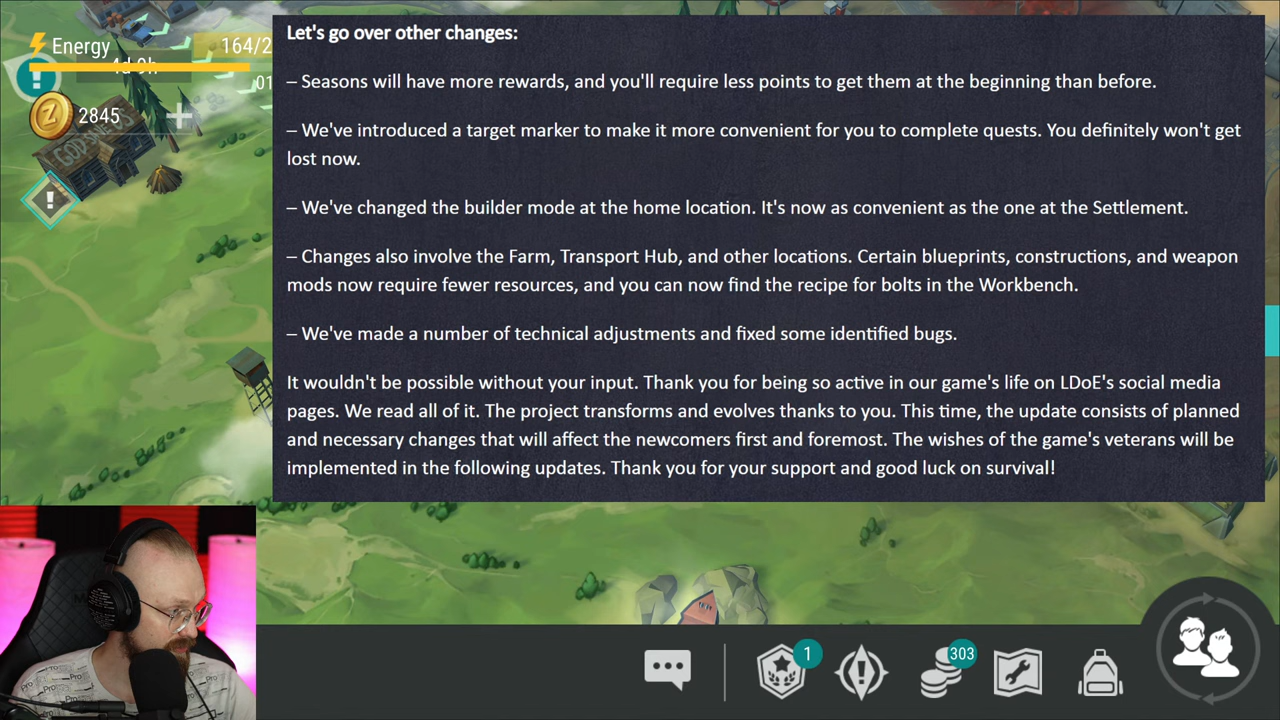 Energy
164/2
4d 9h
01
2845
GOD-ONE'S
Let's go over other changes:
– Seasons will have more rewards, and you'll require less points to get them at the beginning than before.
– We've introduced a target marker to make it more convenient for you to complete quests. You definitely won't get
lost now.
– We've changed the builder mode at the home location. It's now as convenient as the one at the Settlement.
– Changes also involve the Farm, Transport Hub, and other locations. Certain blueprints, constructions, and weapon
mods now require fewer resources, and you can now find the recipe for bolts in the Workbench.
– We've made a number of technical adjustments and fixed some identified bugs.
It wouldn't be possible without your input. Thank you for being so active in our game's life on LDoE's social media
pages. We read all of it. The project transforms and evolves thanks to you. This time, the update consists of planned
and necessary changes that will affect the newcomers first and foremost. The wishes of the game's veterans will be
implemented in the following updates. Thank you for your support and good luck on survival!
1
303